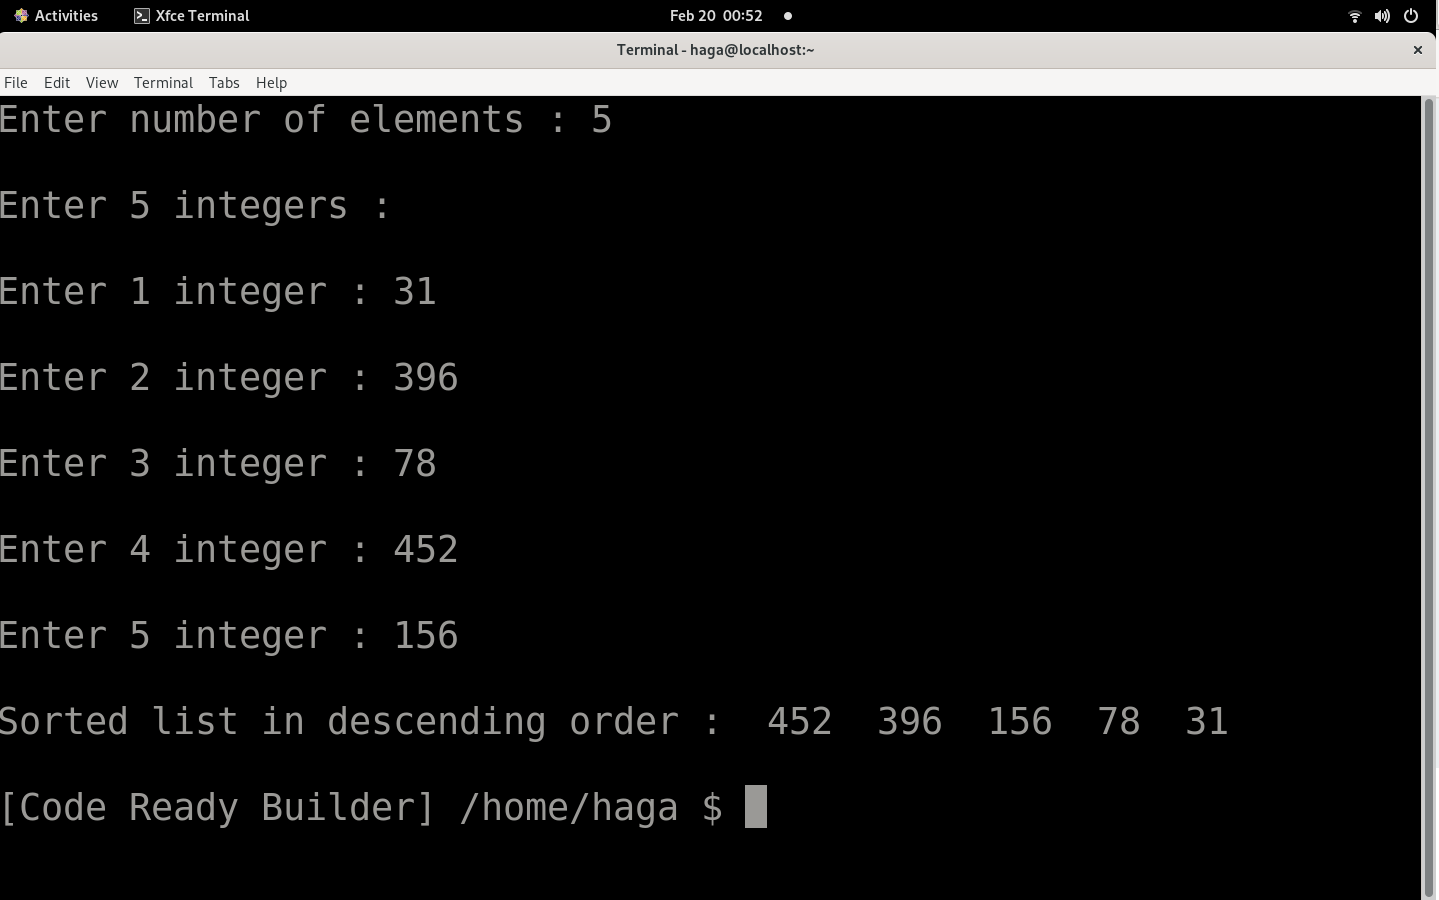 Activities Xfce Terminal Feb 20 00:52
Terminal - haga@localhost:~ ×
File Edit View Terminal Tabs Help
Enter number of elements : 5
Enter 5 integers :
Enter 1 integer : 31
Enter 2 integer : 396
Enter 3 integer : 78
Enter 4 integer : 452
Enter 5 integer : 156
Sorted list in descending order :  452  396  156  78  31
[Code Ready Builder] /home/haga $